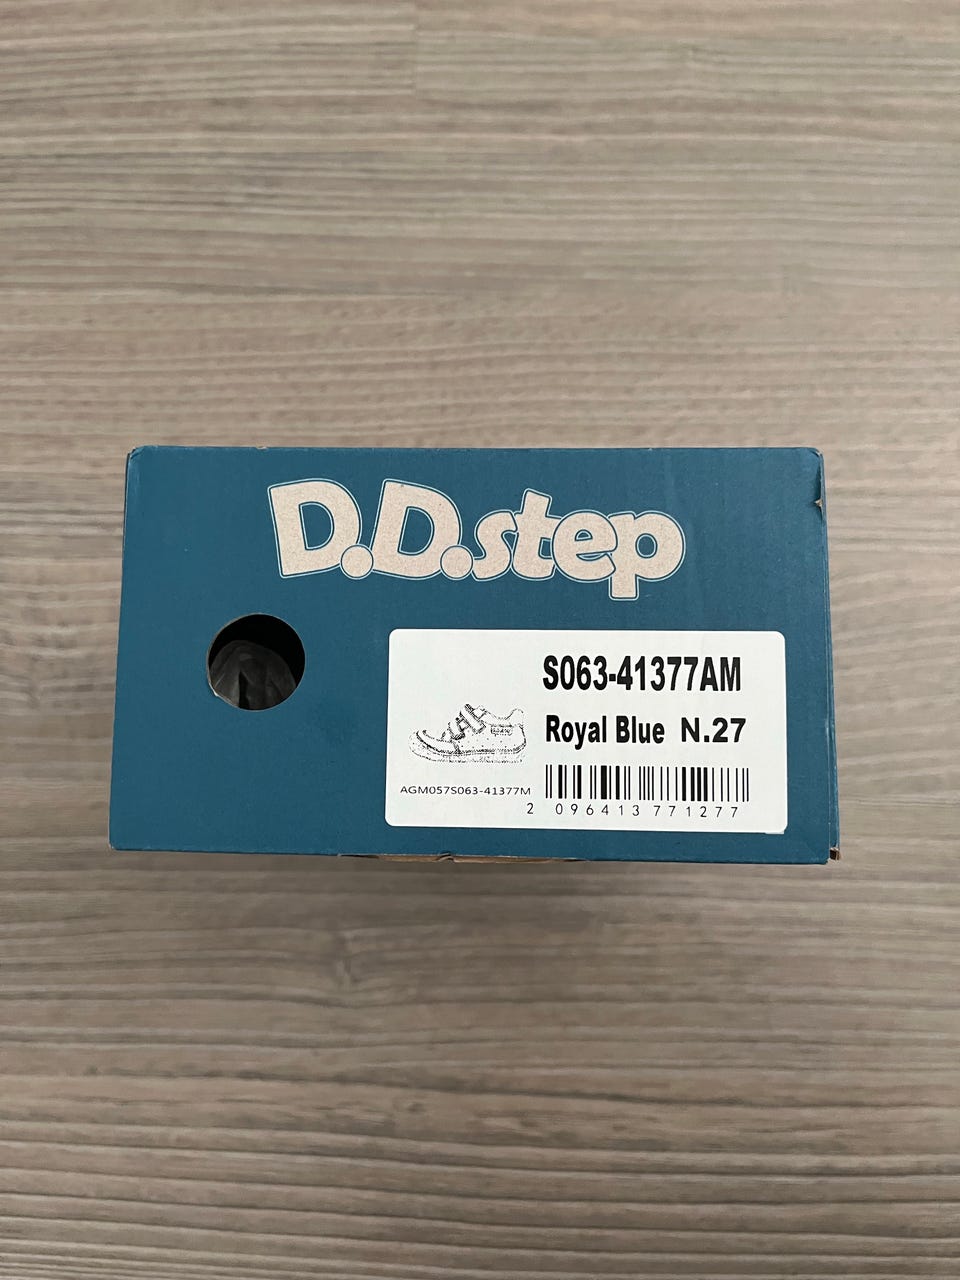 D.D.step
S063-41377AM
Royal Blue N.27
AGM057S063-41377M
2 096413 771277